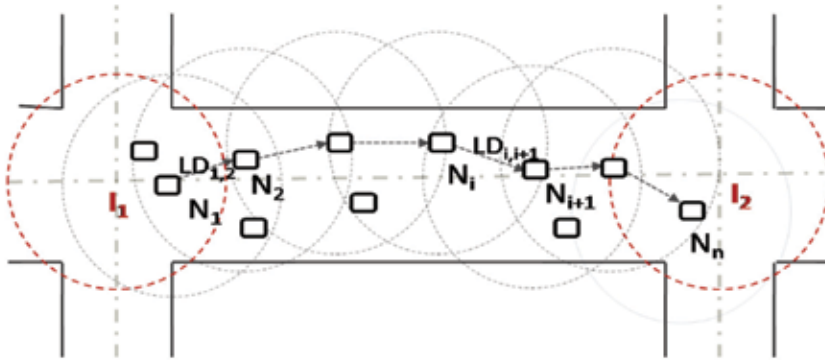 LD1,2
LDi,i+1
I1
N1
N2
Ni
Ni+1
I2
Nn